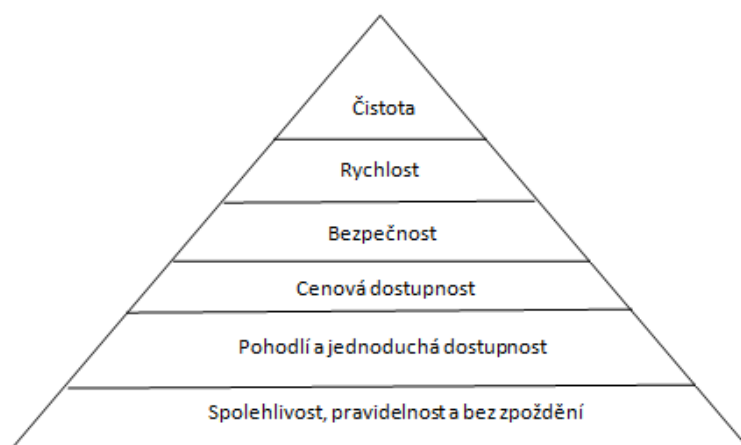 Čistota
Rychlost
Bezpečnost
Cenová dostupnost
Pohodlí a jednoduchá dostupnost
Spolehlivost, pravidelnost a bez zpoždění